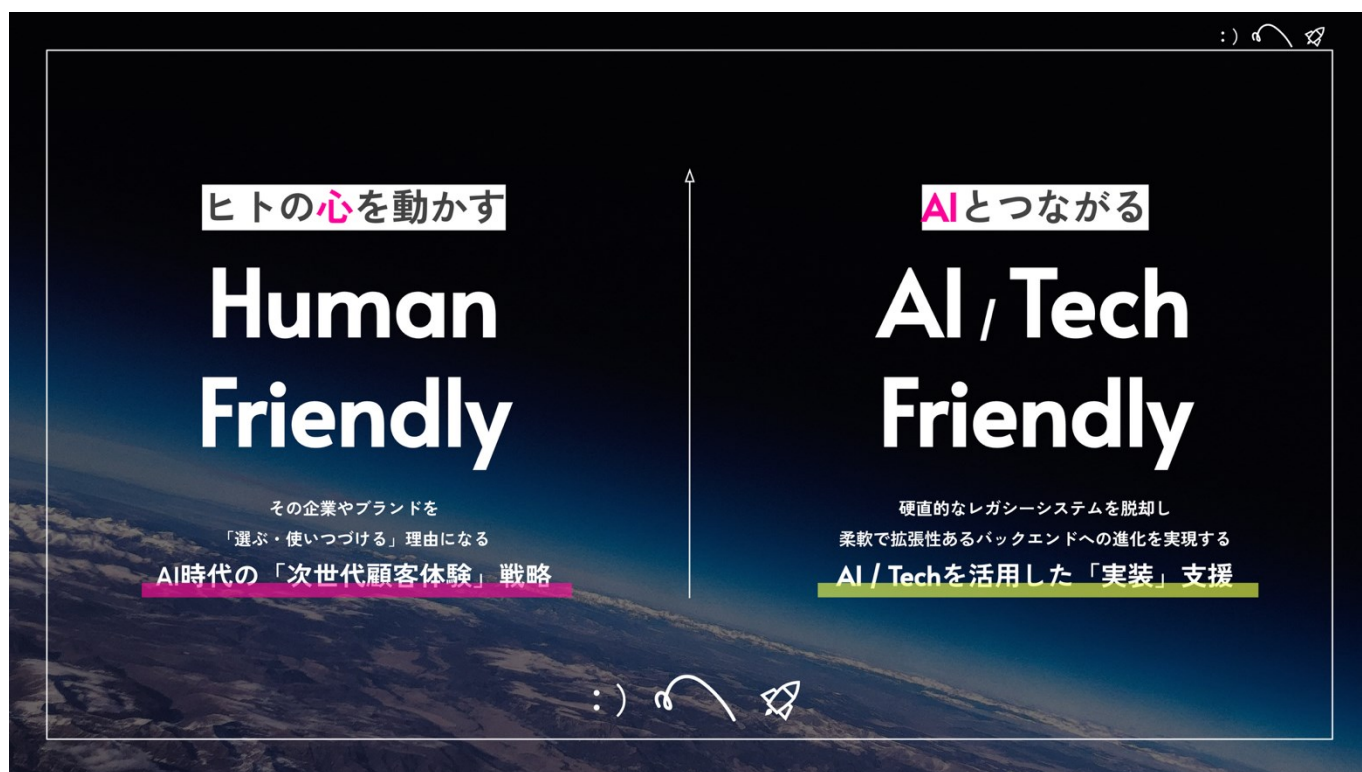 :)
ヒトの心を動かす
Human
Friendly
その企業やブランドを
「選ぶ・使いつづける」理由になる
AI時代の「次世代顧客体験」戦略
AIとつながる
AI / Tech
Friendly
硬直的なレガシーシステムを脱却し
柔軟で拡張性あるバックエンドへの進化を実現する
AI / Techを活用した「実装」支援
:)